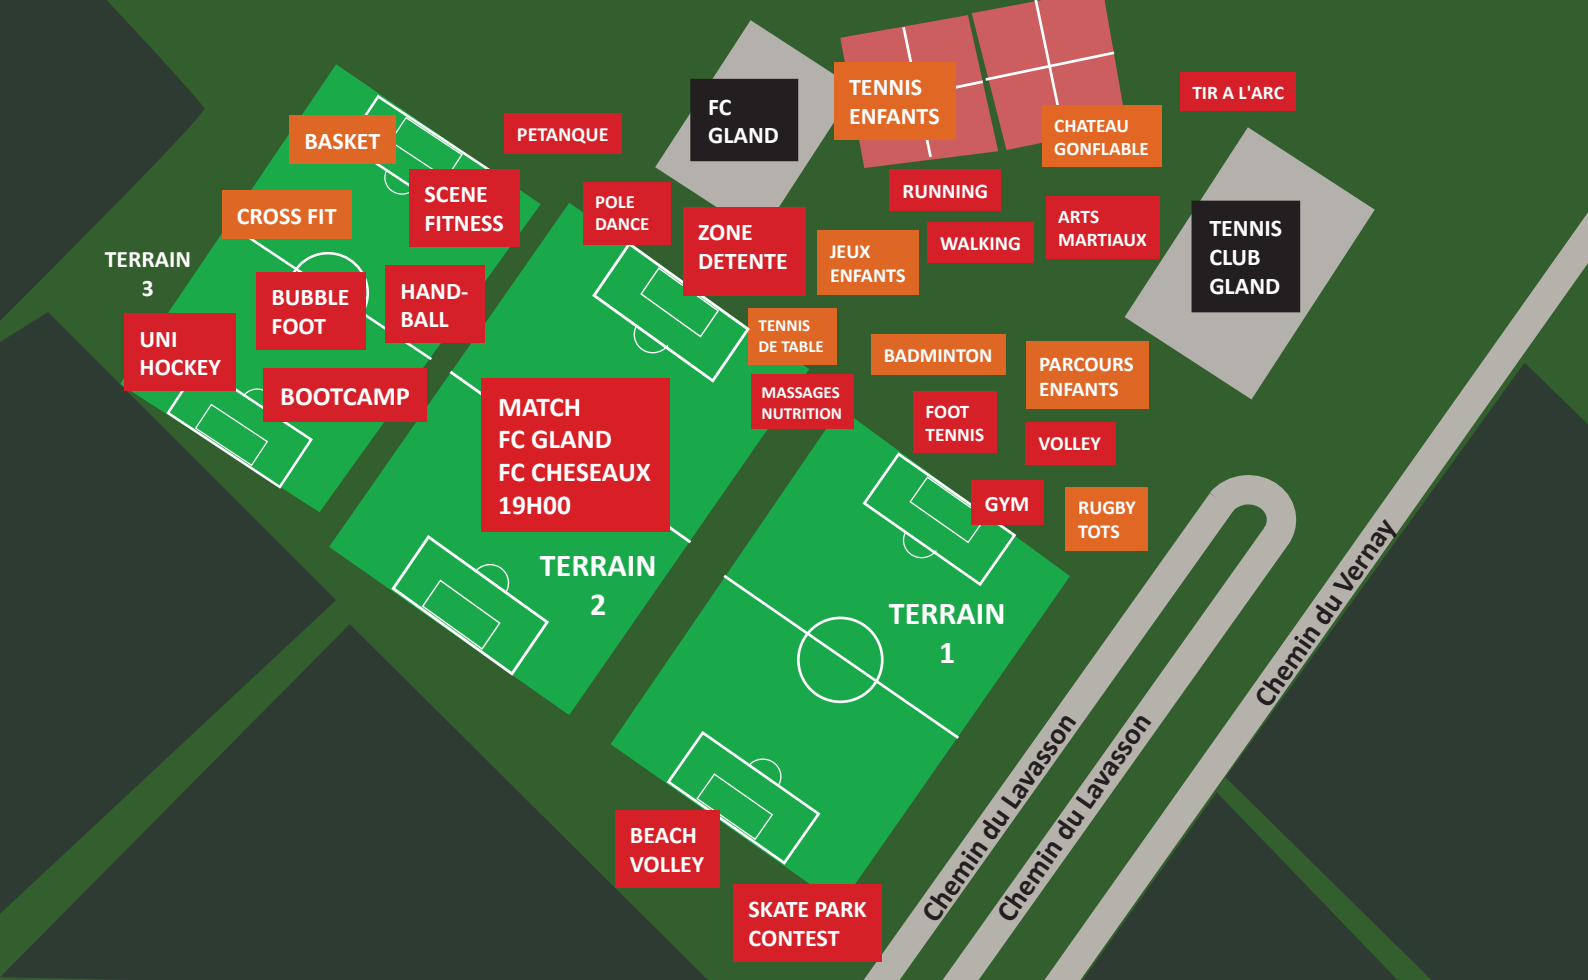 FC
GLAND
TENNIS
ENFANTS
TIR A L'ARC
CHATEAU
GONFLABLE
BASKET
PETANQUE
SCENE
FITNESS
CROSS FIT
POLE
DANCE
ZONE
DETENTE
RUNNING
WALKING
ARTS
MARTIAUX
JEUX
ENFANTS
TENNIS
CLUB
GLAND
TERRAIN
3
BUBBLE
FOOT
HAND-
BALL
UNI
HOCKEY
BOOTCAMP
TENNIS
DE TABLE
BADMINTON
PARCOURS
ENFANTS
MASSAGES
NUTRITION
FOOT
TENNIS
VOLLEY
MATCH
FC GLAND
FC CHESEAUX
19H00
GYM
RUGBY
TOTS
TERRAIN
2
TERRAIN
1
Chemin du Vernay
Chemin du Lavasson
Chemin du Lavasson
BEACH
VOLLEY
SKATE PARK
CONTEST